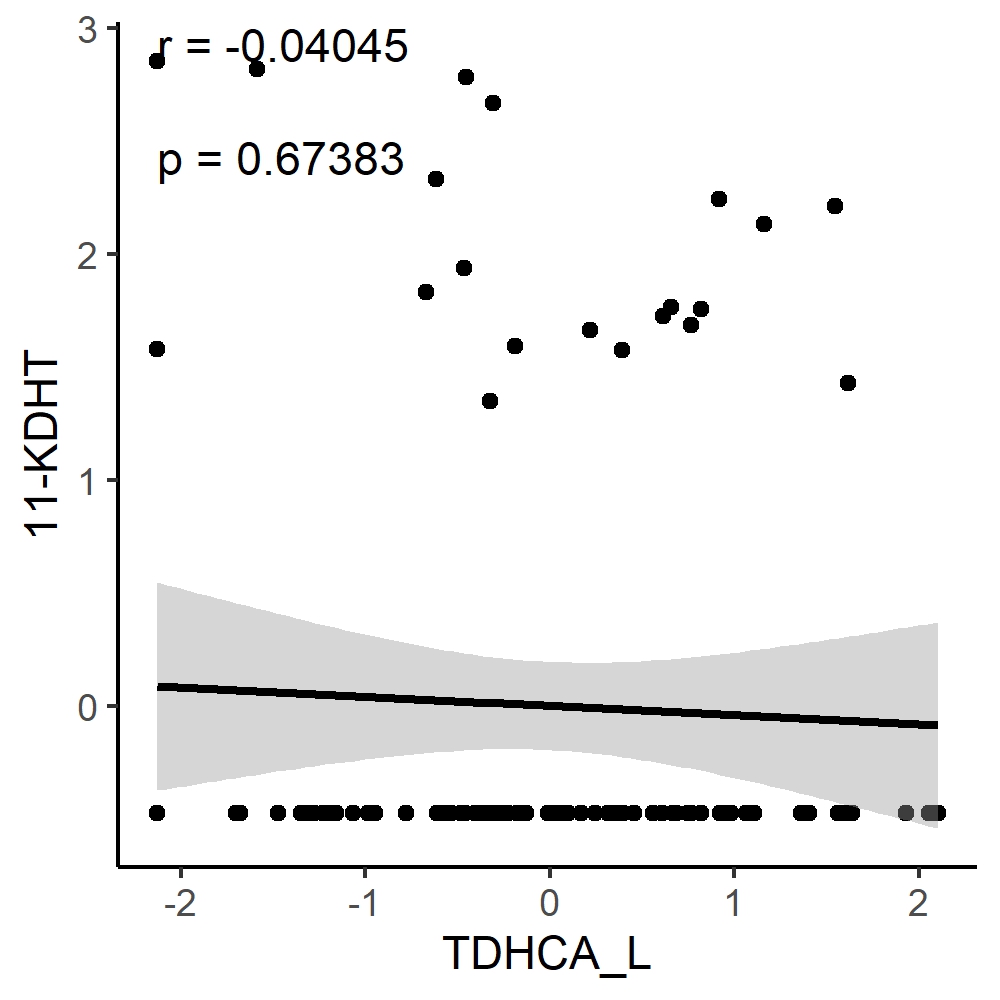 3
r = -0.04045
p = 0.67383
2
1
0
11-KDHT
-2 -1 0 1 2
TDHCA_L